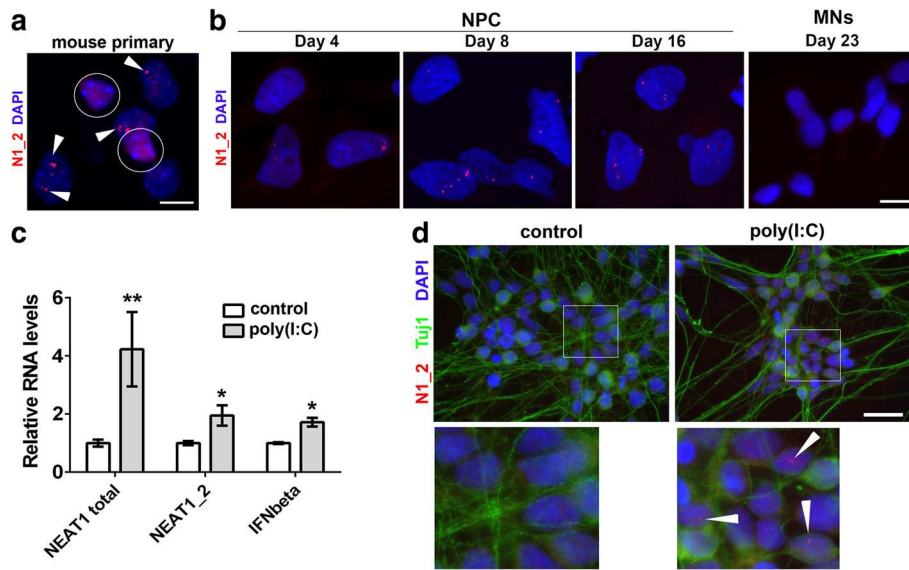 a
mouse primary
N1_2 DAPI
b
NPC
MNs
Day 4
Day 8
Day 16
Day 23
N1_2 DAPI
c
Relative RNA levels
6
4
2
0
**
*
*
control
poly(I:C)
NEAT1 total
NEAT1_2
IFNbeta
d
control
poly(I:C)
N1_2 Tuj1 DAPI